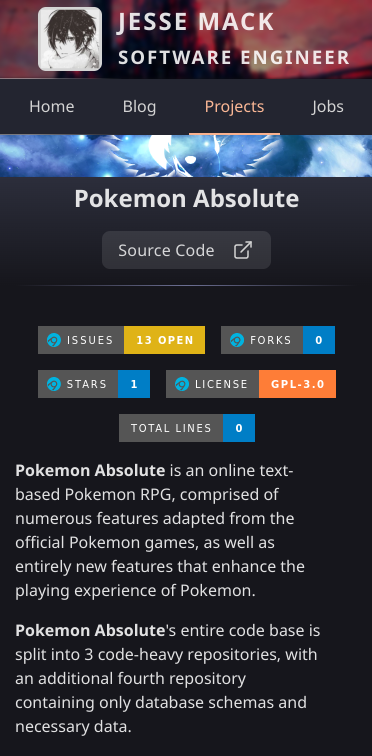 JESSE MACK
SOFTWARE ENGINEER
Home Blog Projects Jobs
Pokemon Absolute
Source Code
ISSUES 13 OPEN FORKS 0
STARS 1 LICENSE GPL-3.0
TOTAL LINES 0
Pokemon Absolute is an online text-
based Pokemon RPG, comprised of
numerous features adapted from the
official Pokemon games, as well as
entirely new features that enhance the
playing experience of Pokemon.
Pokemon Absolute's entire code base is
split into 3 code-heavy repositories, with
an additional fourth repository
containing only database schemas and
necessary data.